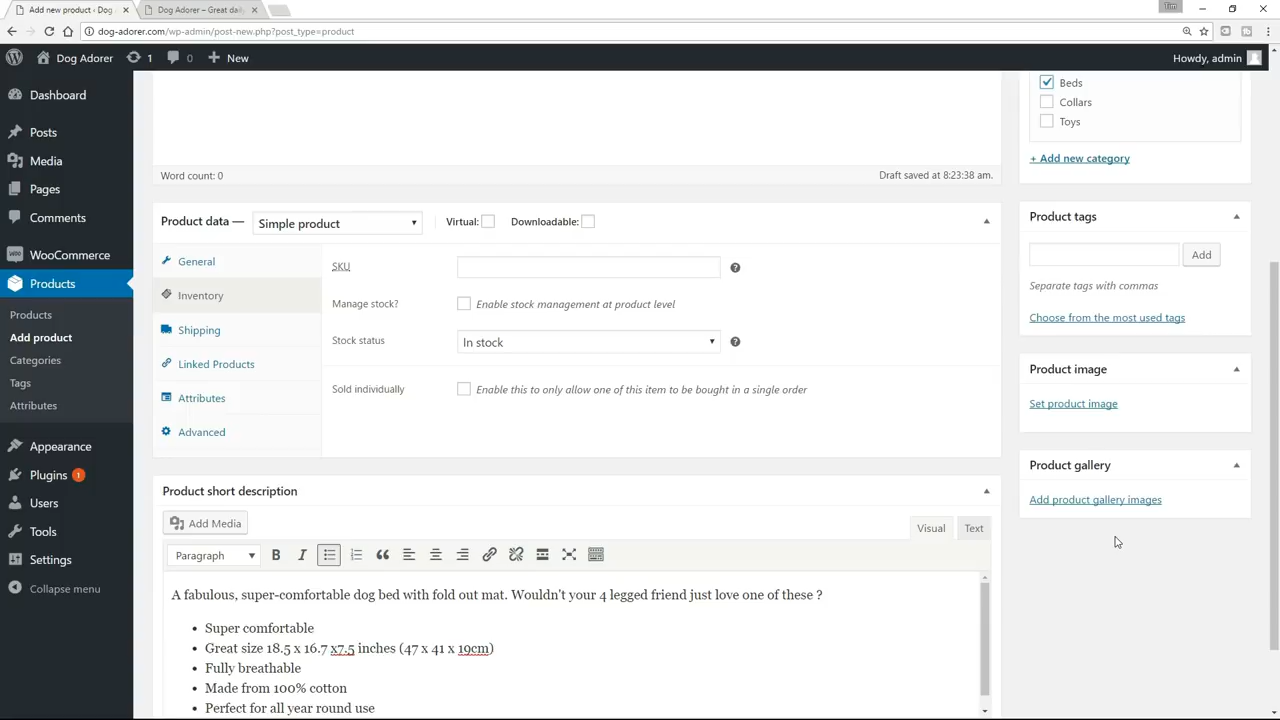 Add new product ‹ Dog
Dog Adorer – Great dail
Tim
dog-adorer.com/wp-admin/post-new.php?post_type=product
Dog Adorer
1
0
New
Howdy, admin
Dashboard
Posts
Media
Pages
Comments
WooCommerce
Products
Products
Add product
Categories
Tags
Attributes
Appearance
Plugins 1
Users
Tools
Settings
Collapse menu
Word count: 0
Draft saved at 8:23:38 am.
Product data — Simple product
Virtual:
Downloadable:
General
Inventory
Shipping
Linked Products
Attributes
Advanced
SKU
Manage stock? Enable stock management at product level
Stock status In stock
Sold individually Enable this to only allow one of this item to be bought in a single order
Product short description
Add Media
Visual Text
Paragraph
A fabulous, super-comfortable dog bed with fold out mat. Wouldn't your 4 legged friend just love one of these ?
• Super comfortable
• Great size 18.5 x 16.7 x7.5 inches (47 x 41 x 19cm)
• Fully breathable
• Made from 100% cotton
• Perfect for all year round use
Beds
Collars
Toys
+ Add new category
Product tags
Add
Separate tags with commas
Choose from the most used tags
Product image
Set product image
Product gallery
Add product gallery images